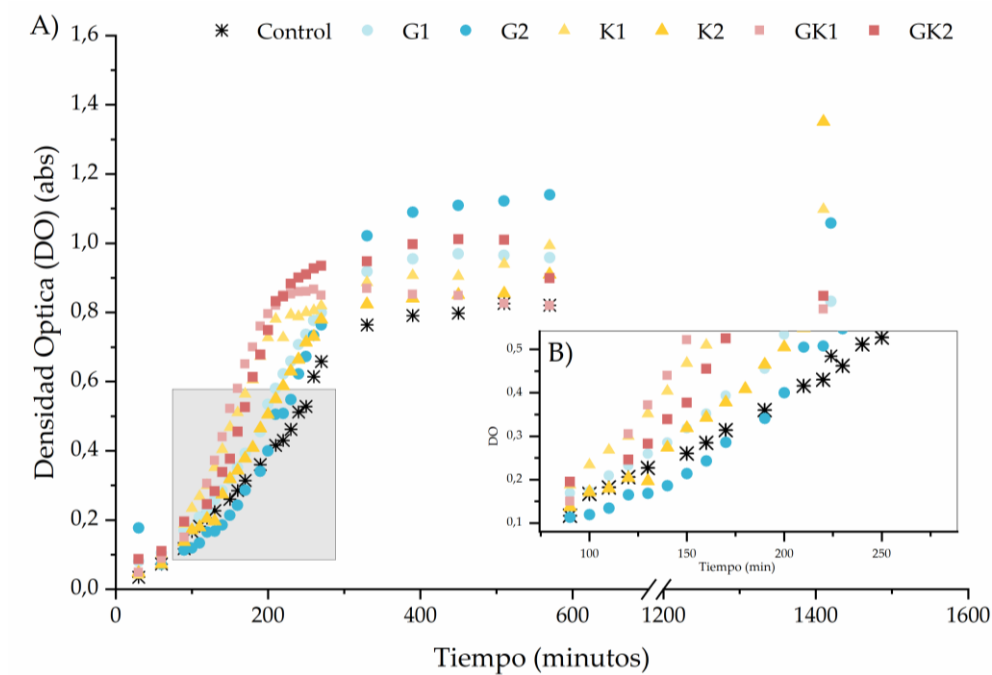 A)
Control G1 G2 K1 K2 GK1 GK2
1,6
1,4
1,2
1,0
0,8
0,6
0,4
0,2
0,0
Densidad Optica (DO) (abs)
B)
0,5
0,4
0,3
0,2
0,1
DO
100 150 200 250
Tiempo (min)
0 200 400 600 1200 1400 1600
Tiempo (minutos)